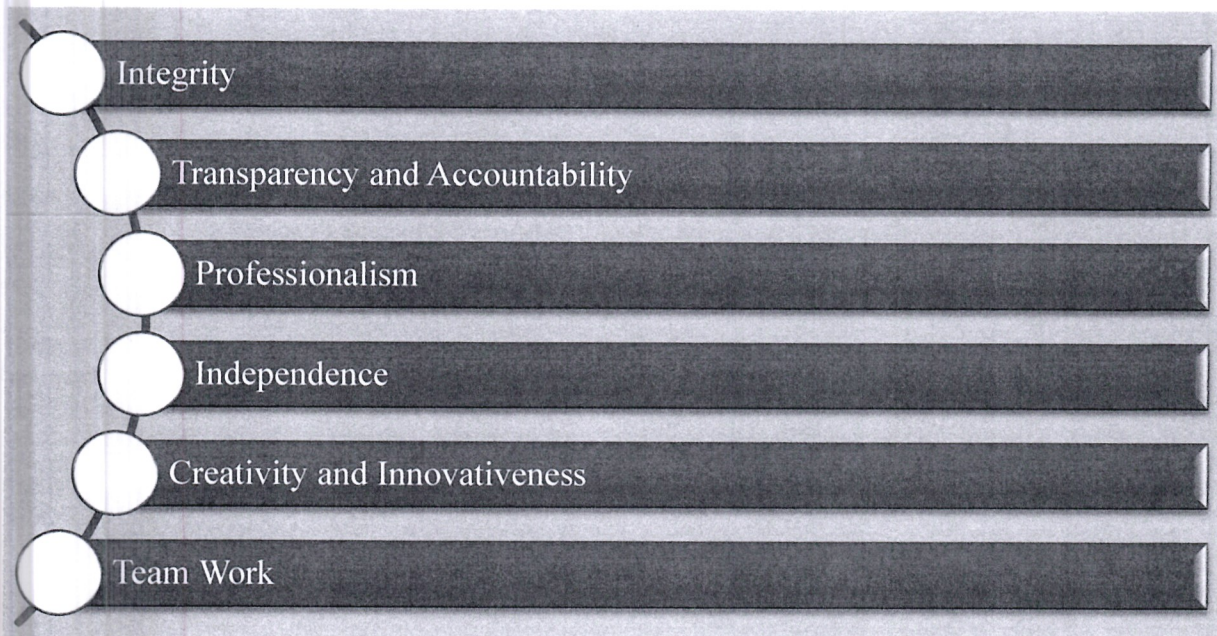 Integrity
Transparency and Accountability
Professionalism
Independence
Creativity and Innovativeness
Team Work